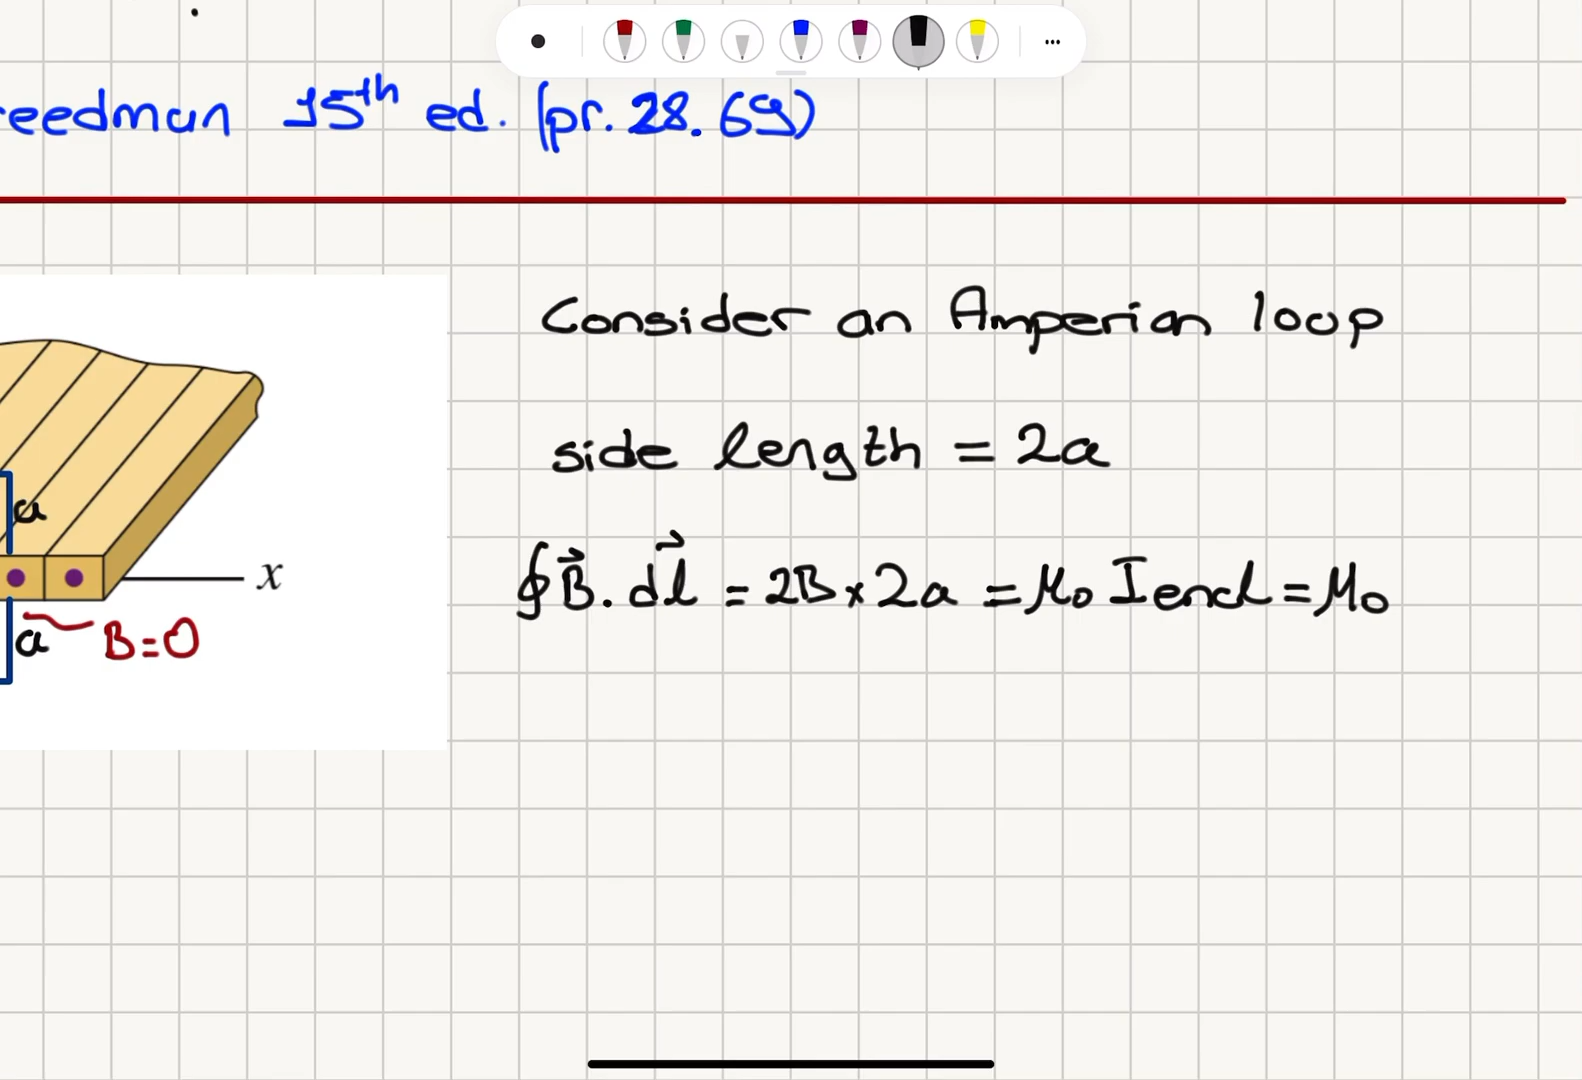 reedman 15th ed. (pr. 28.69)
Consider an Amperian loop
side length = 2a
a
∮B⃗.dl⃗ = 2B × 2a = μ₀ Iencl = μ₀
x
a B=0